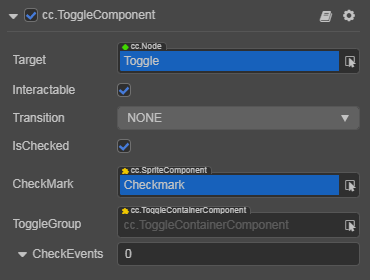 cc.ToggleComponent
cc.Node
Target Toggle
Interactable
Transition NONE
IsChecked
cc.SpriteComponent
CheckMark Checkmark
cc.ToggleContainerComponent
ToggleGroup cc.ToggleContainerComponent
CheckEvents 0